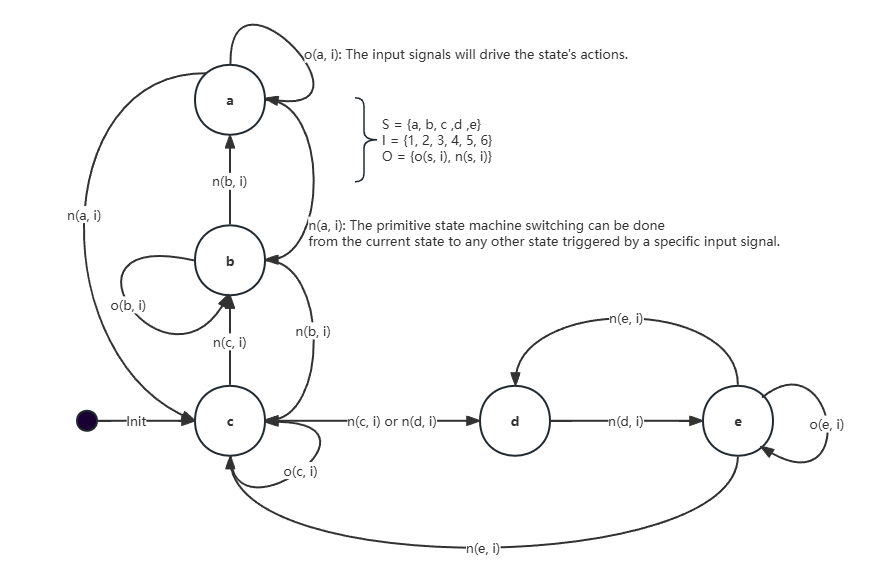 o(a, i): The input signals will drive the state's actions.
a
S = {a, b, c ,d ,e}
I = {1, 2, 3, 4, 5, 6}
O = {o(s, i), n(s, i)}
n(b, i)
n(a, i)
n(a, i): The primitive state machine switching can be done
from the current state to any other state triggered by a specific input signal.
b
o(b, i)
n(e, i)
n(b, i)
n(c, i)
Init
c
n(c, i) or n(d, i)
d
n(d, i)
e
o(e, i)
o(c, i)
n(e, i)